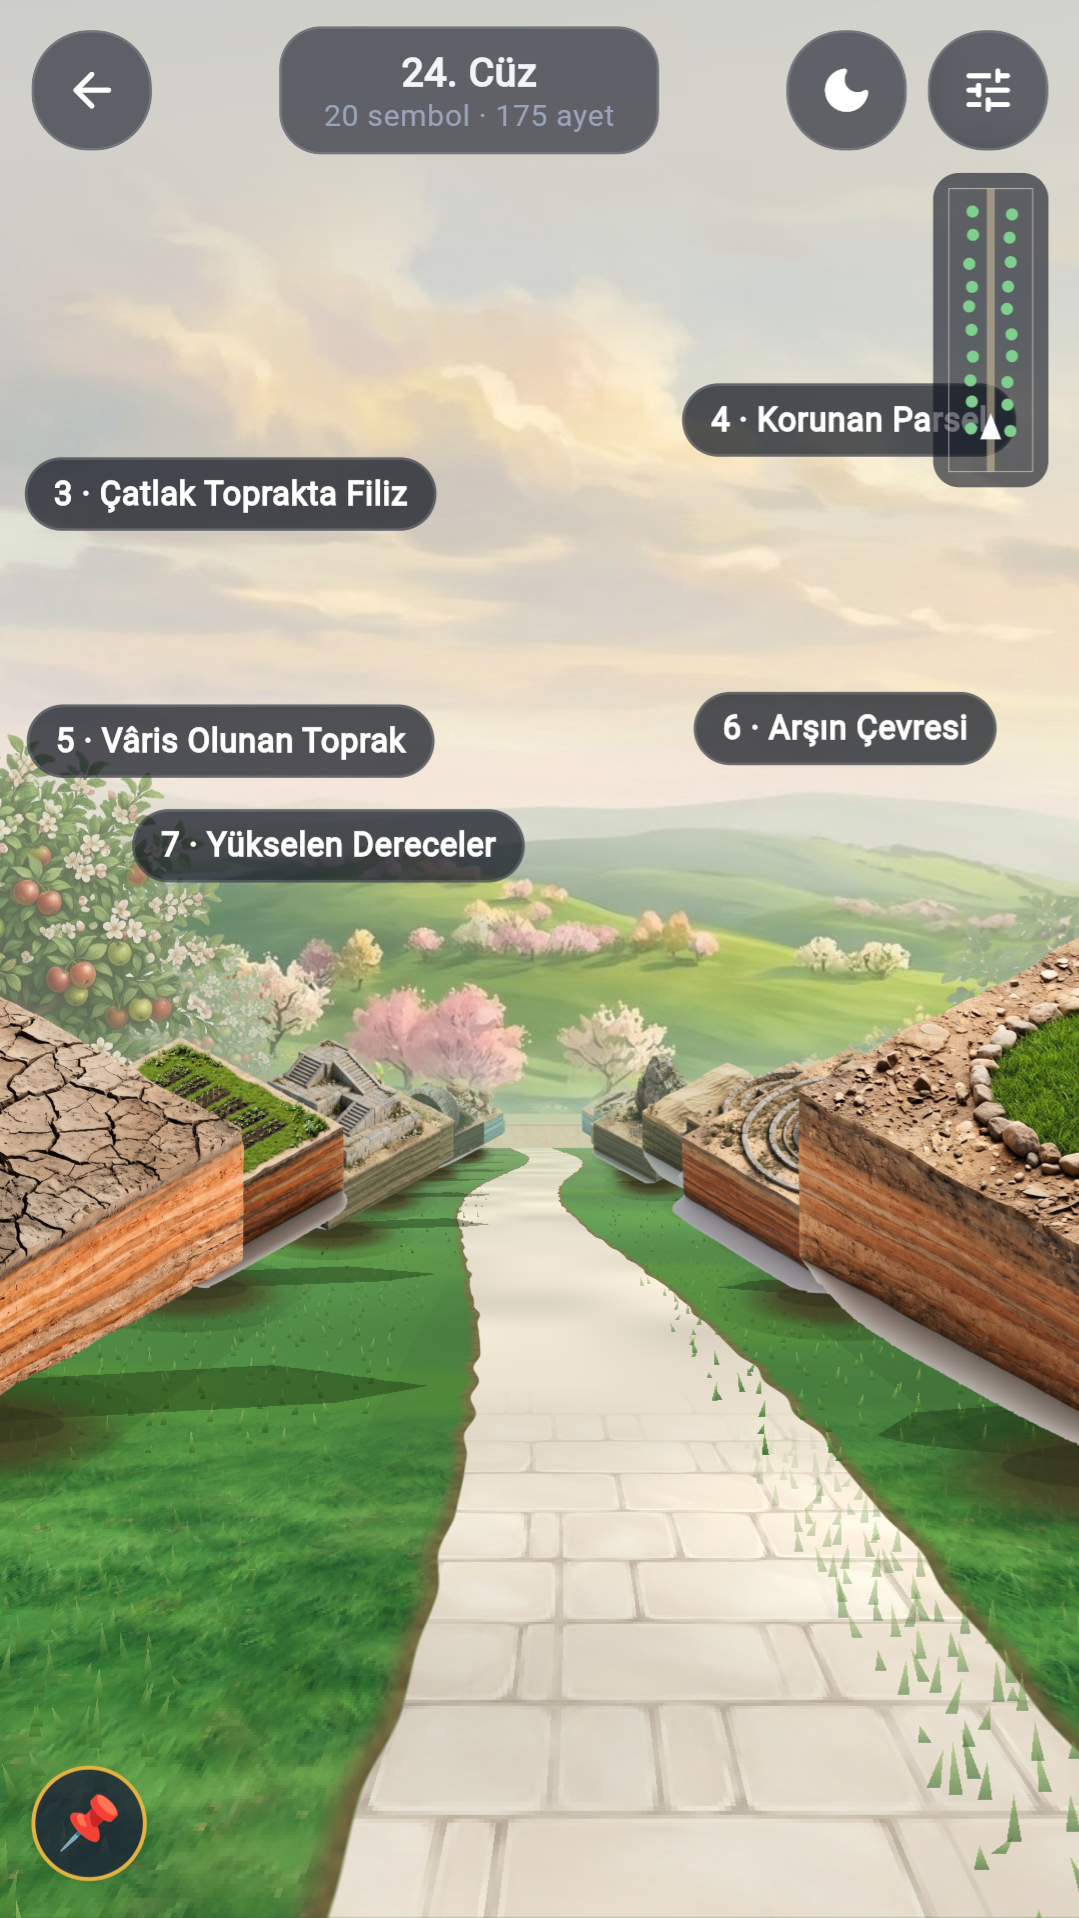 24. Cüz
20 sembol · 175 ayet
4 · Korunan Parsel
3 · Çatlak Toprakta Filiz
5 · Vâris Olunan Toprak
6 · Arşın Çevresi
7 · Yükselen Dereceler